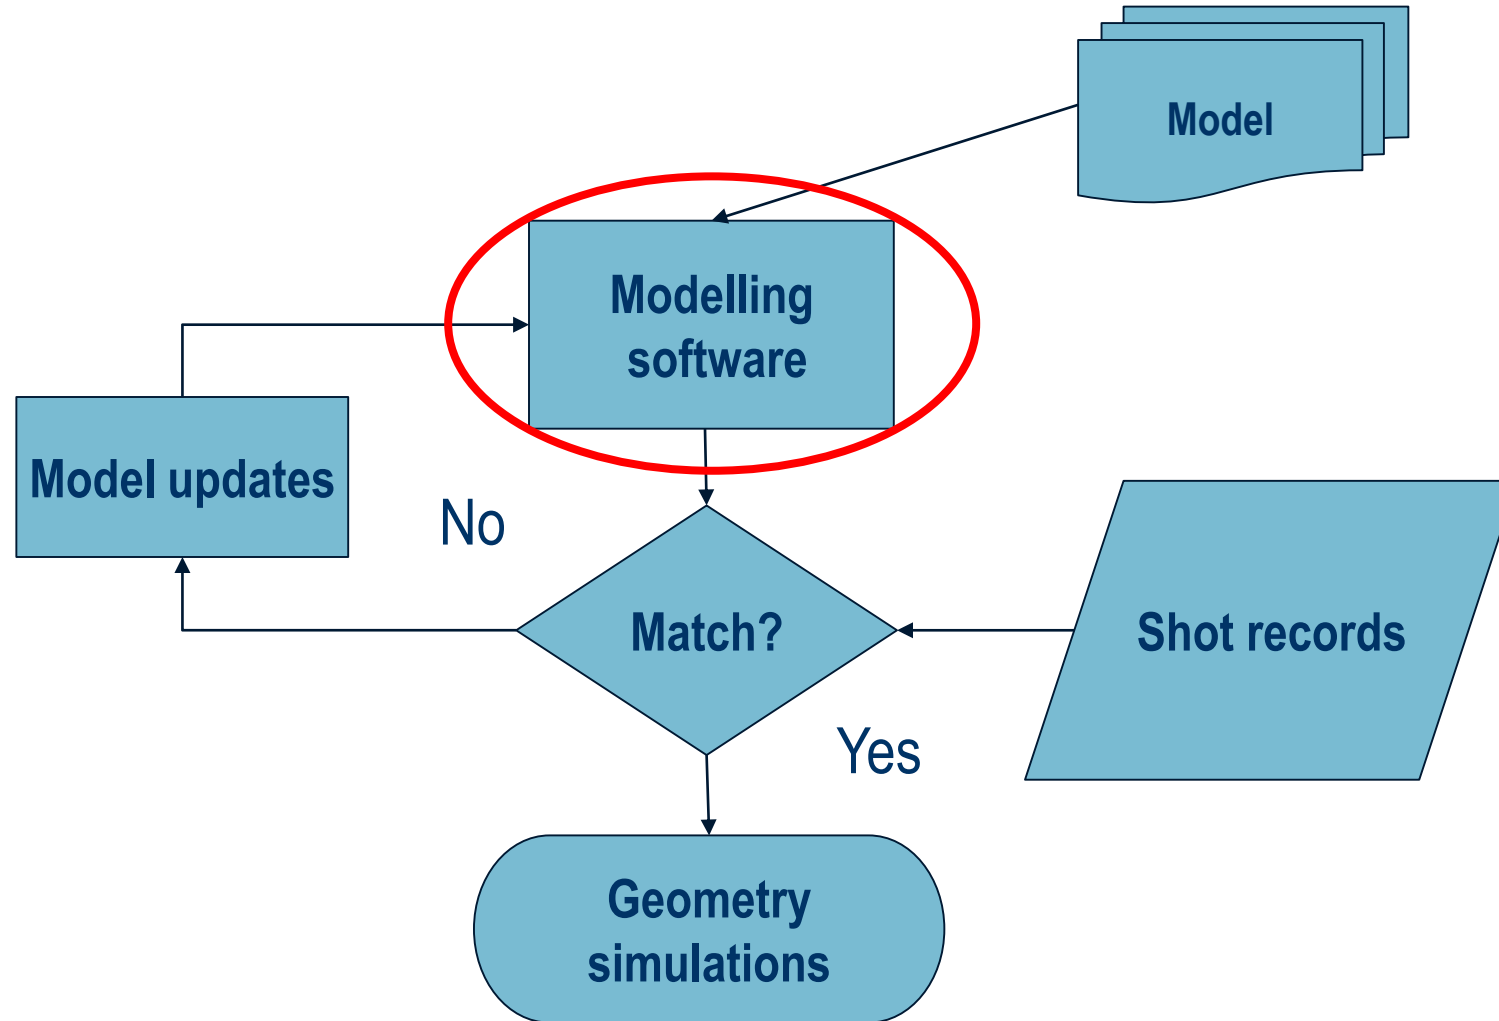 Model
Modelling
software
Model updates
No
Match?
Shot records
Yes
Geometry
simulations